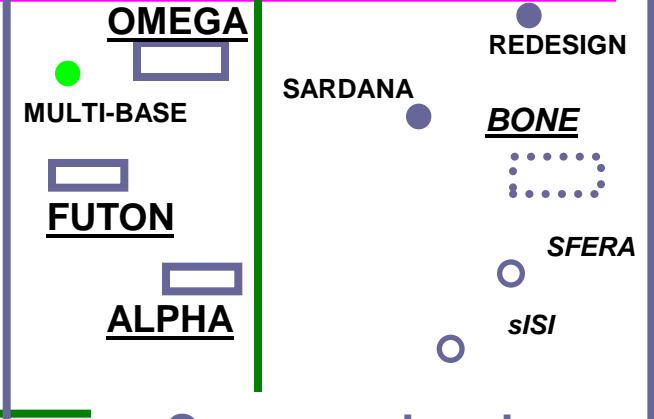 OMEGA
REDESIGN
SARDANA
MULTI-BASE
BONE
FUTON
SFERA
ALPHA
sISI